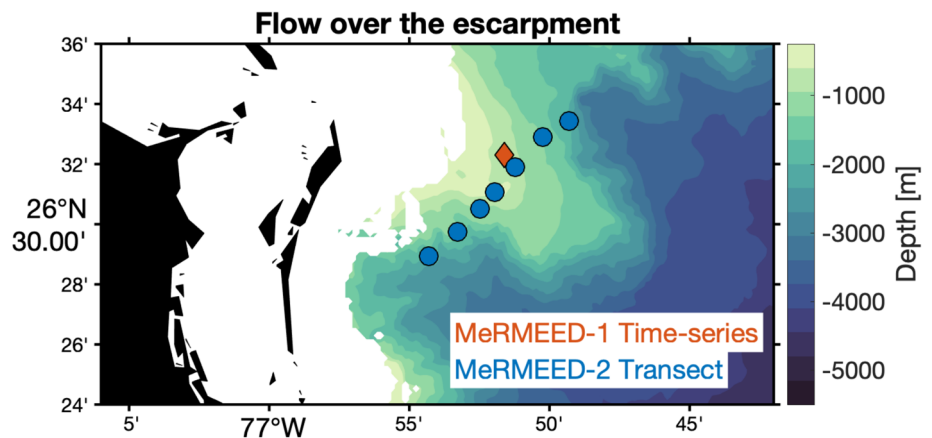 Flow over the escarpment
36'
34'
32'
26°N
30.00'
28'
26'
24'
5'
77°W
55'
50'
45'
MeRMEED-1 Time-series
MeRMEED-2 Transect
-1000
-2000
-3000
-4000
-5000
Depth [m]